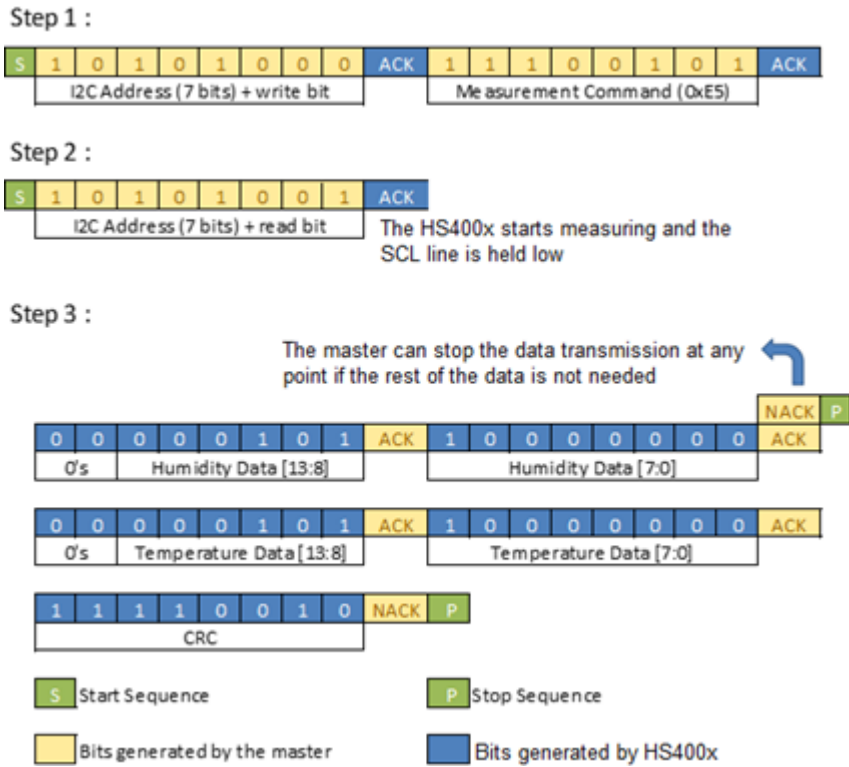 Step 1 :
S 1 0 1 0 1 0 0 0 ACK 1 1 1 0 0 1 0 1 ACK
I2C Address (7 bits) + write bit Measurement Command (0xE5)
Step 2 :
S 1 0 1 0 1 0 0 1 ACK
I2C Address (7 bits) + read bit
The HS400x starts measuring and the
SCL line is held low
Step 3 :
The master can stop the data transmission at any
point if the rest of the data is not needed
NACK P
0 0 0 0 0 1 0 1 ACK 1 0 0 0 0 0 0 0 ACK
0's Humidity Data [13:8] Humidity Data [7:0]
0 0 0 0 0 1 0 1 ACK 1 0 0 0 0 0 0 0 ACK
0's Temperature Data [13:8] Temperature Data [7:0]
1 1 1 1 0 0 1 0 NACK P
CRC
S Start Sequence P Stop Sequence
Bits generated by the master Bits generated by HS400x